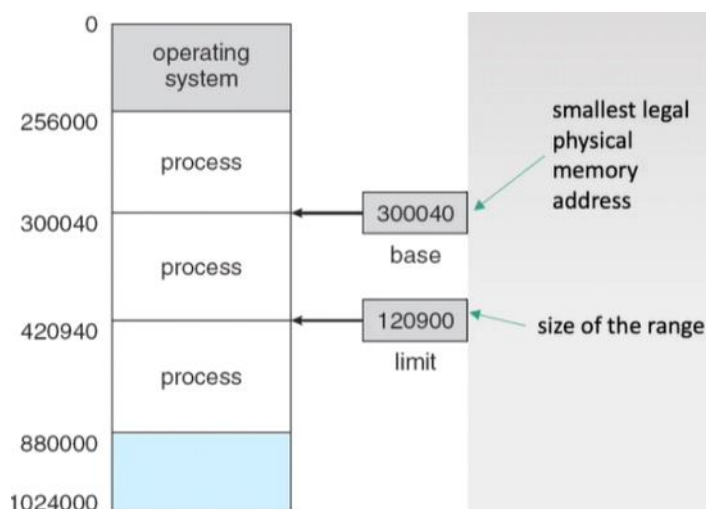 0
operating
system
256000
process
smallest legal
physical
memory
address
300040
300040
base
process
420940
120900
size of the range
limit
process
880000
1024000